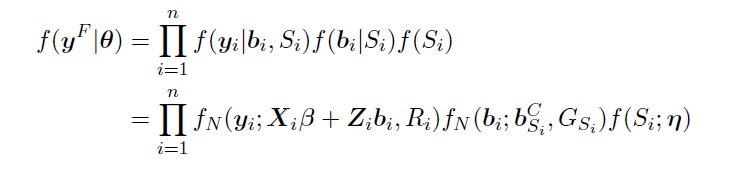 f(y^F|θ) = ∏_{i=1}^{n} f(y_i|b_i, S_i)f(b_i|S_i)f(S_i)
= ∏_{i=1}^{n} f_N(y_i; X_iβ + Z_ib_i, R_i)f_N(b_i; b^C_{S_i}, G_{S_i})f(S_i; η)